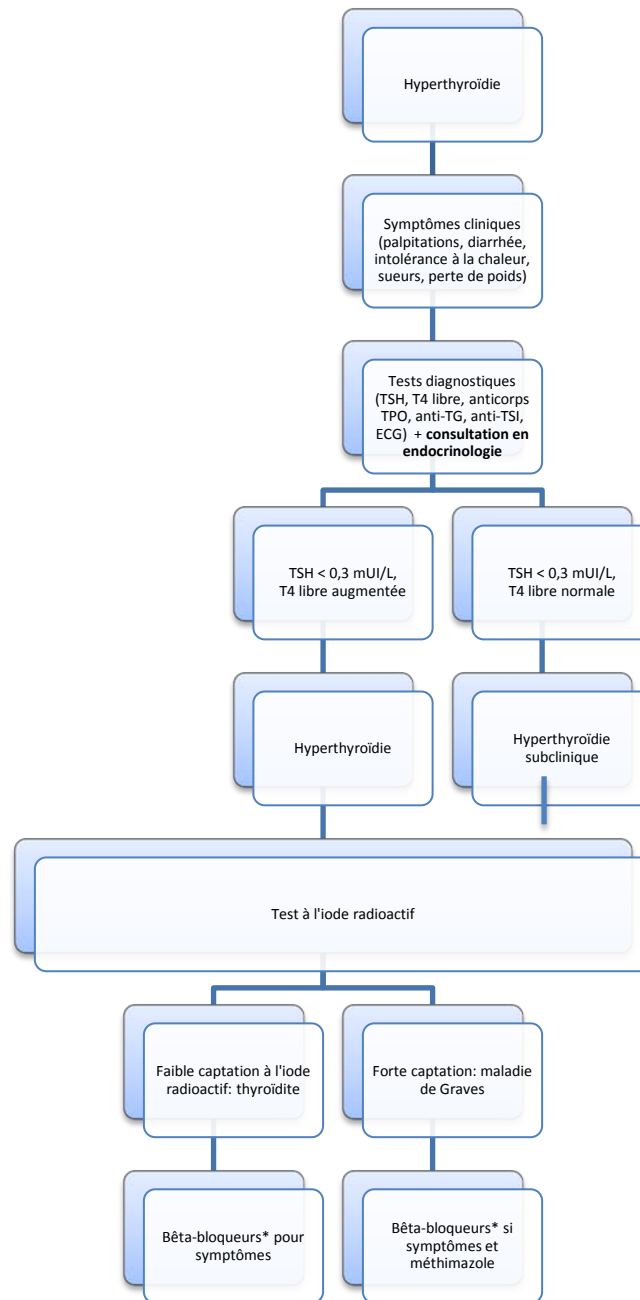 Hyperthyroïdie
Symptômes cliniques
(palpitations, diarrhée,
intolérance à la chaleur,
sueurs, perte de poids)
Tests diagnostiques
(TSH, T4 libre, anticorps
TPO, anti-TG, anti-TSI,
ECG) + consultation en
endocrinologie
TSH < 0,3 mUI/L,
T4 libre augmentée
TSH < 0,3 mUI/L,
T4 libre normale
Hyperthyroïdie
Hyperthyroïdie
subclinique
Test à l'iode radioactif
Faible captation à l'iode
radioactif: thyroïdite
Forte captation: maladie
de Graves
Bêta-bloqueurs* pour
symptômes
Bêta-bloqueurs* si
symptômes et
méthimazole